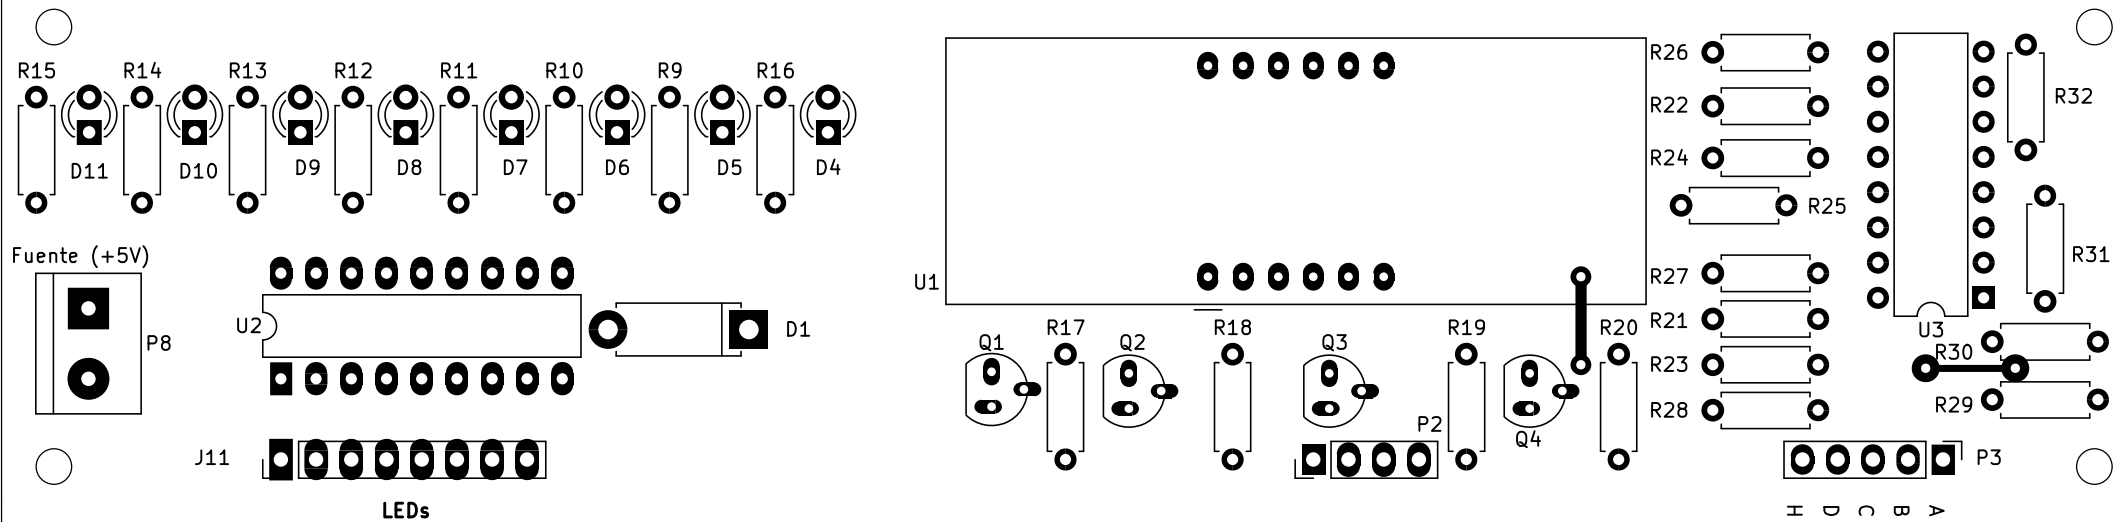 R15 R14 R13 R12 R11 R10 R9 R16
D11 D10 D9 D8 D7 D6 D5 D4
Fuente (+5V)
P8
U2
D1
J11
LEDs
U1
Q1 R17 Q2 R18 Q3 R19 R20
Q4
P2
R26
R22
R24
R25
R27
R21
R23
R28
R32
R31
U3
R30
R29
P3
H D C B A